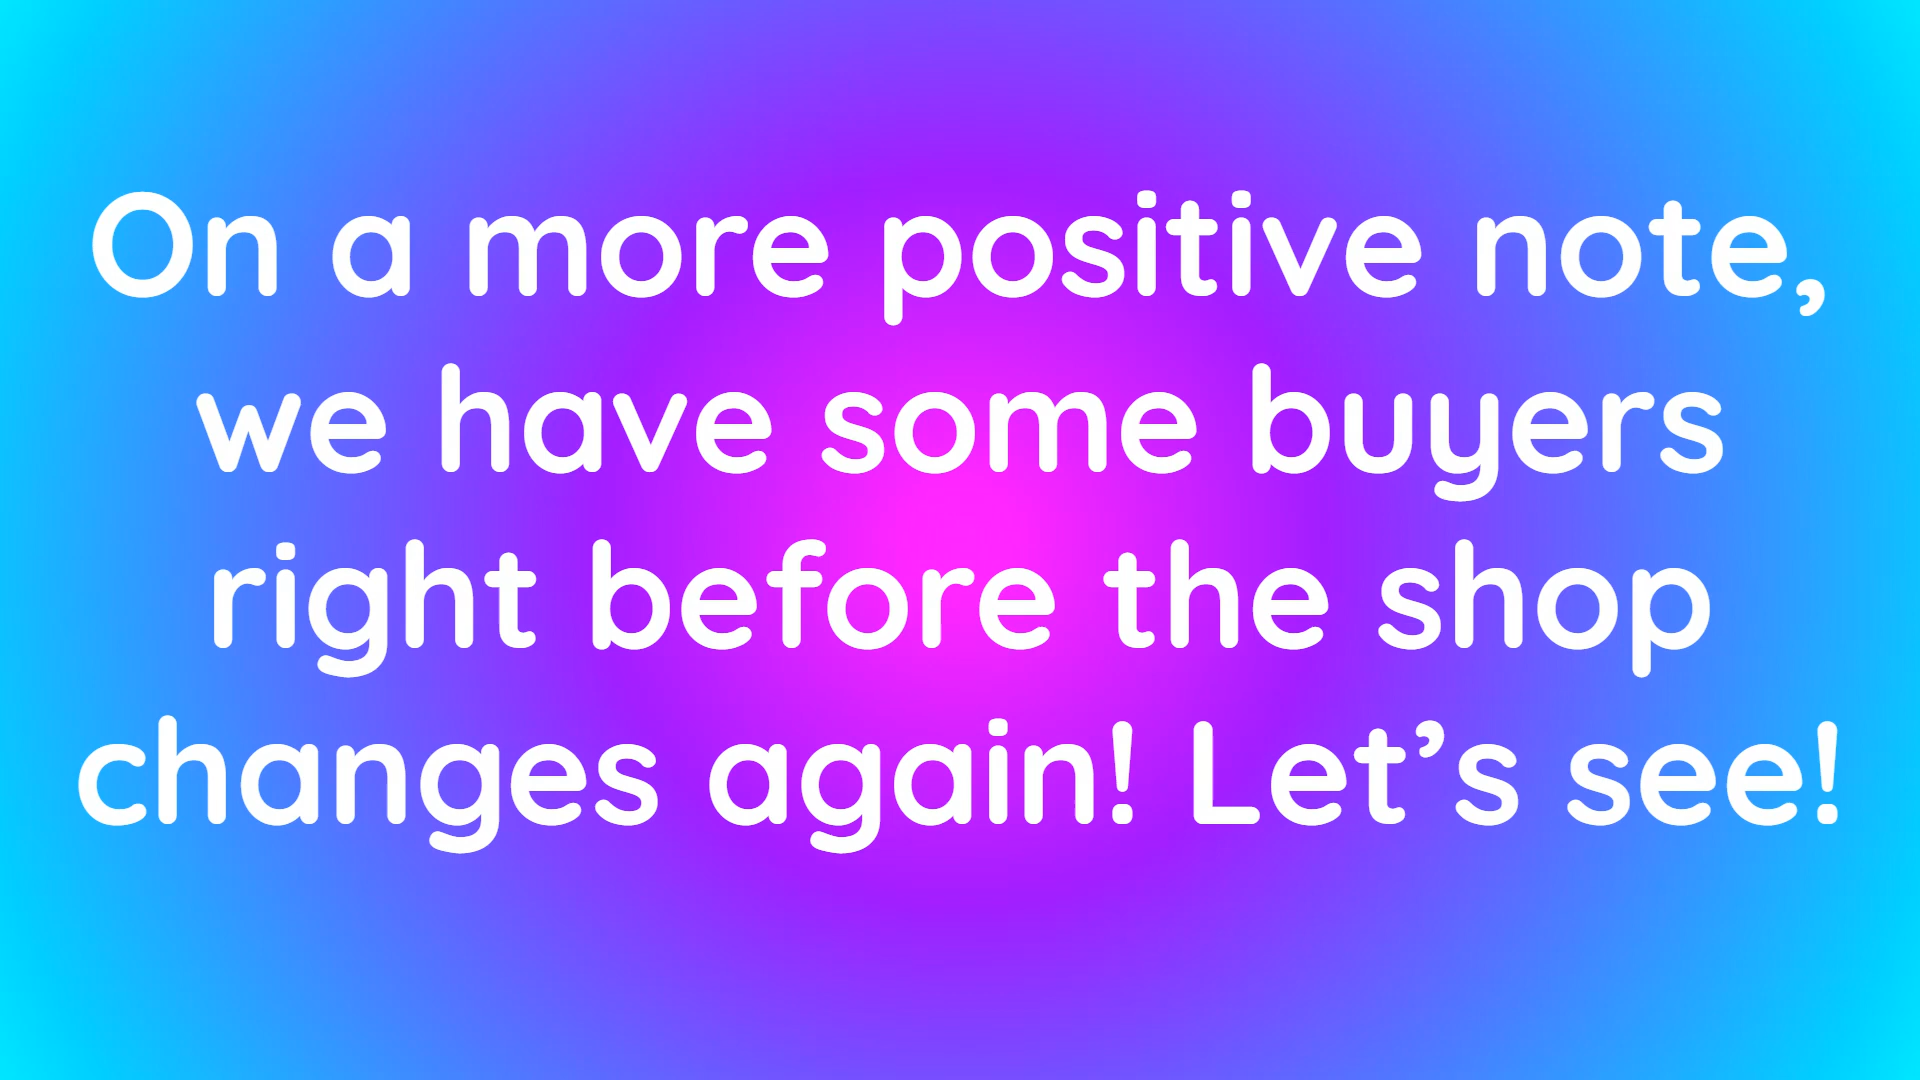 On a more positive note,
we have some buyers
right before the shop
changes again! Let’s see!